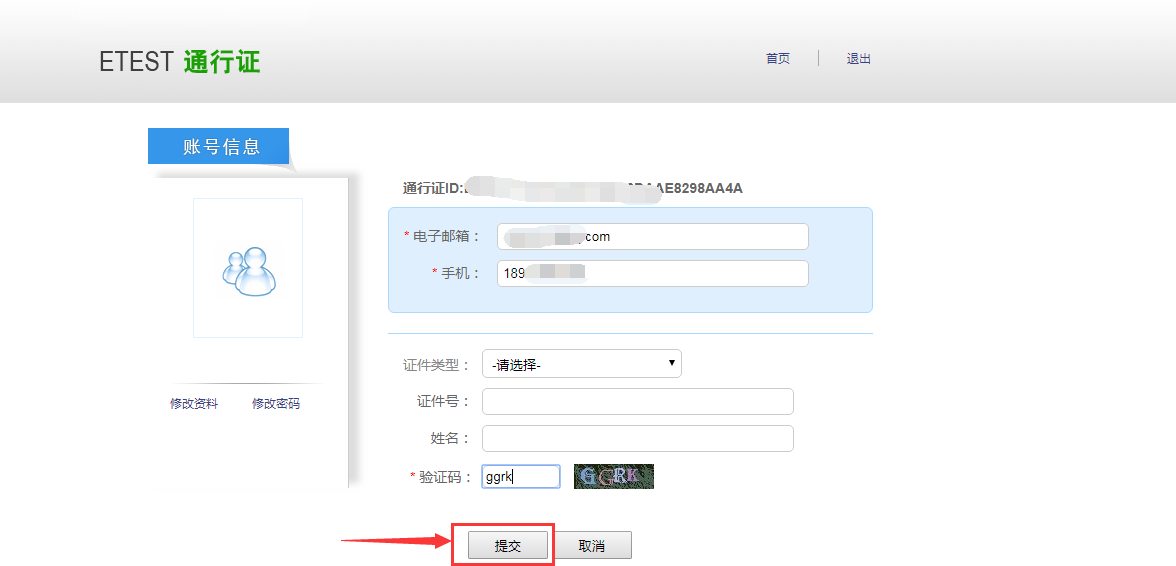 ETEST 通行证
首页 退出
账号信息
通行证ID: AE8298AA4A
* 电子邮箱： com
* 手机： 189
证件类型： -请选择-
修改资料 修改密码
证件号：
姓名：
* 验证码： ggrk GGRK
提交 取消